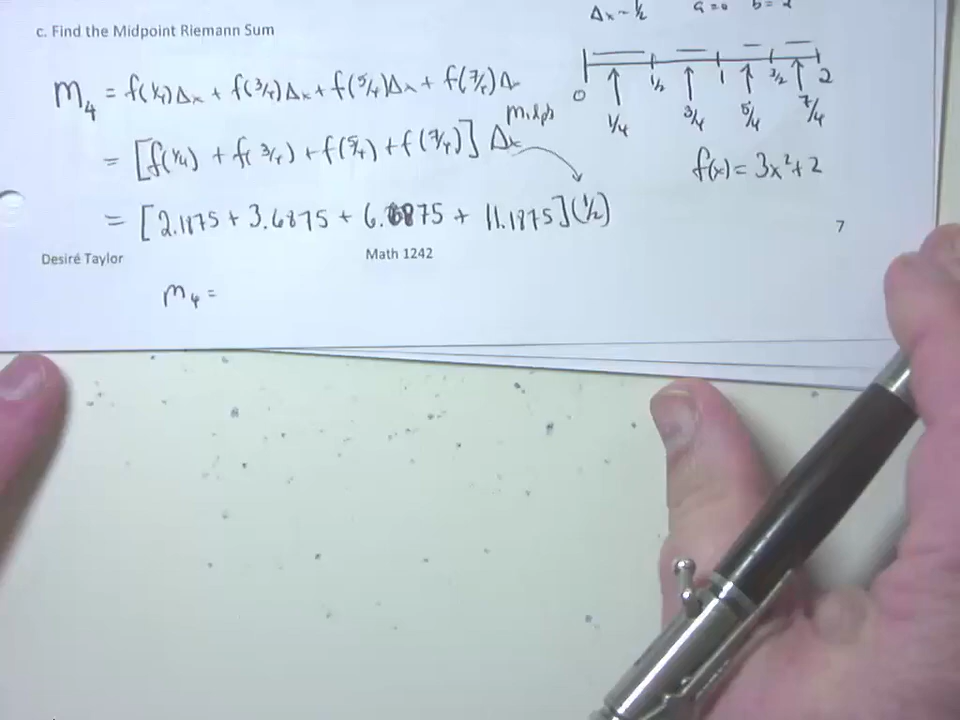 Δx = 1/2 a=0 b=2
c. Find the Midpoint Riemann Sum
M4 = f(1/4)Δx + f(3/4)Δx + f(5/4)Δx + f(7/4)Δx
0 1/2 1 3/2 2
1/4 3/4 5/4 7/4
= [f(1/4) + f(3/4) + f(5/4) + f(7/4)] Δx
f(x) = 3x²+2
= [2.1875 + 3.6875 + 6.6875 + 11.1875](1/2)
7
Desiré Taylor Math 1242
M4 =